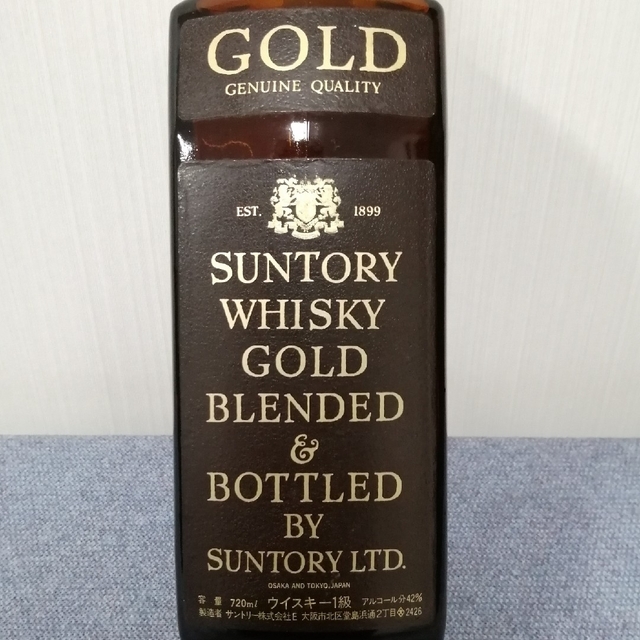 GOLD
GENUINE QUALITY
EST. 1899
SUNTORY
WHISKY
GOLD
BLENDED
&
BOTTLED
BY
SUNTORY LTD.
OSAKA AND TOKYO, JAPAN
容量 720ml ウイスキー1級 アルコール分42%
製造者 サントリー株式会社E 大阪市北区堂島浜通2丁目※2426